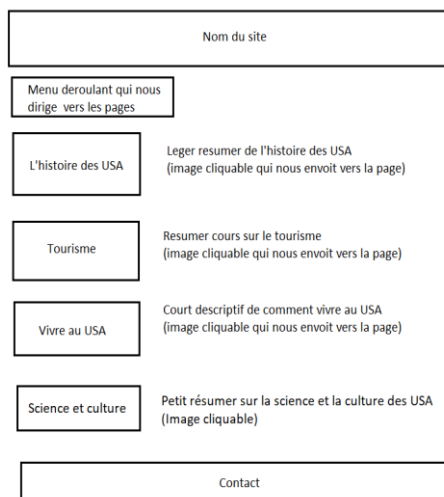 Nom du site
Menu deroulant qui nous
dirige vers les pages
L'histoire des USA
Leger resumer de l'histoire des USA
(image cliquable qui nous envoit vers la page)
Tourisme
Resumer cours sur le tourisme
(image cliquable qui nous envoit vers la page)
Vivre au USA
Court descriptif de comment vivre au USA
(image cliquable qui nous envoit vers la page)
Science et culture
Petit résumer sur la science et la culture des USA
(Image cliquable)
Contact